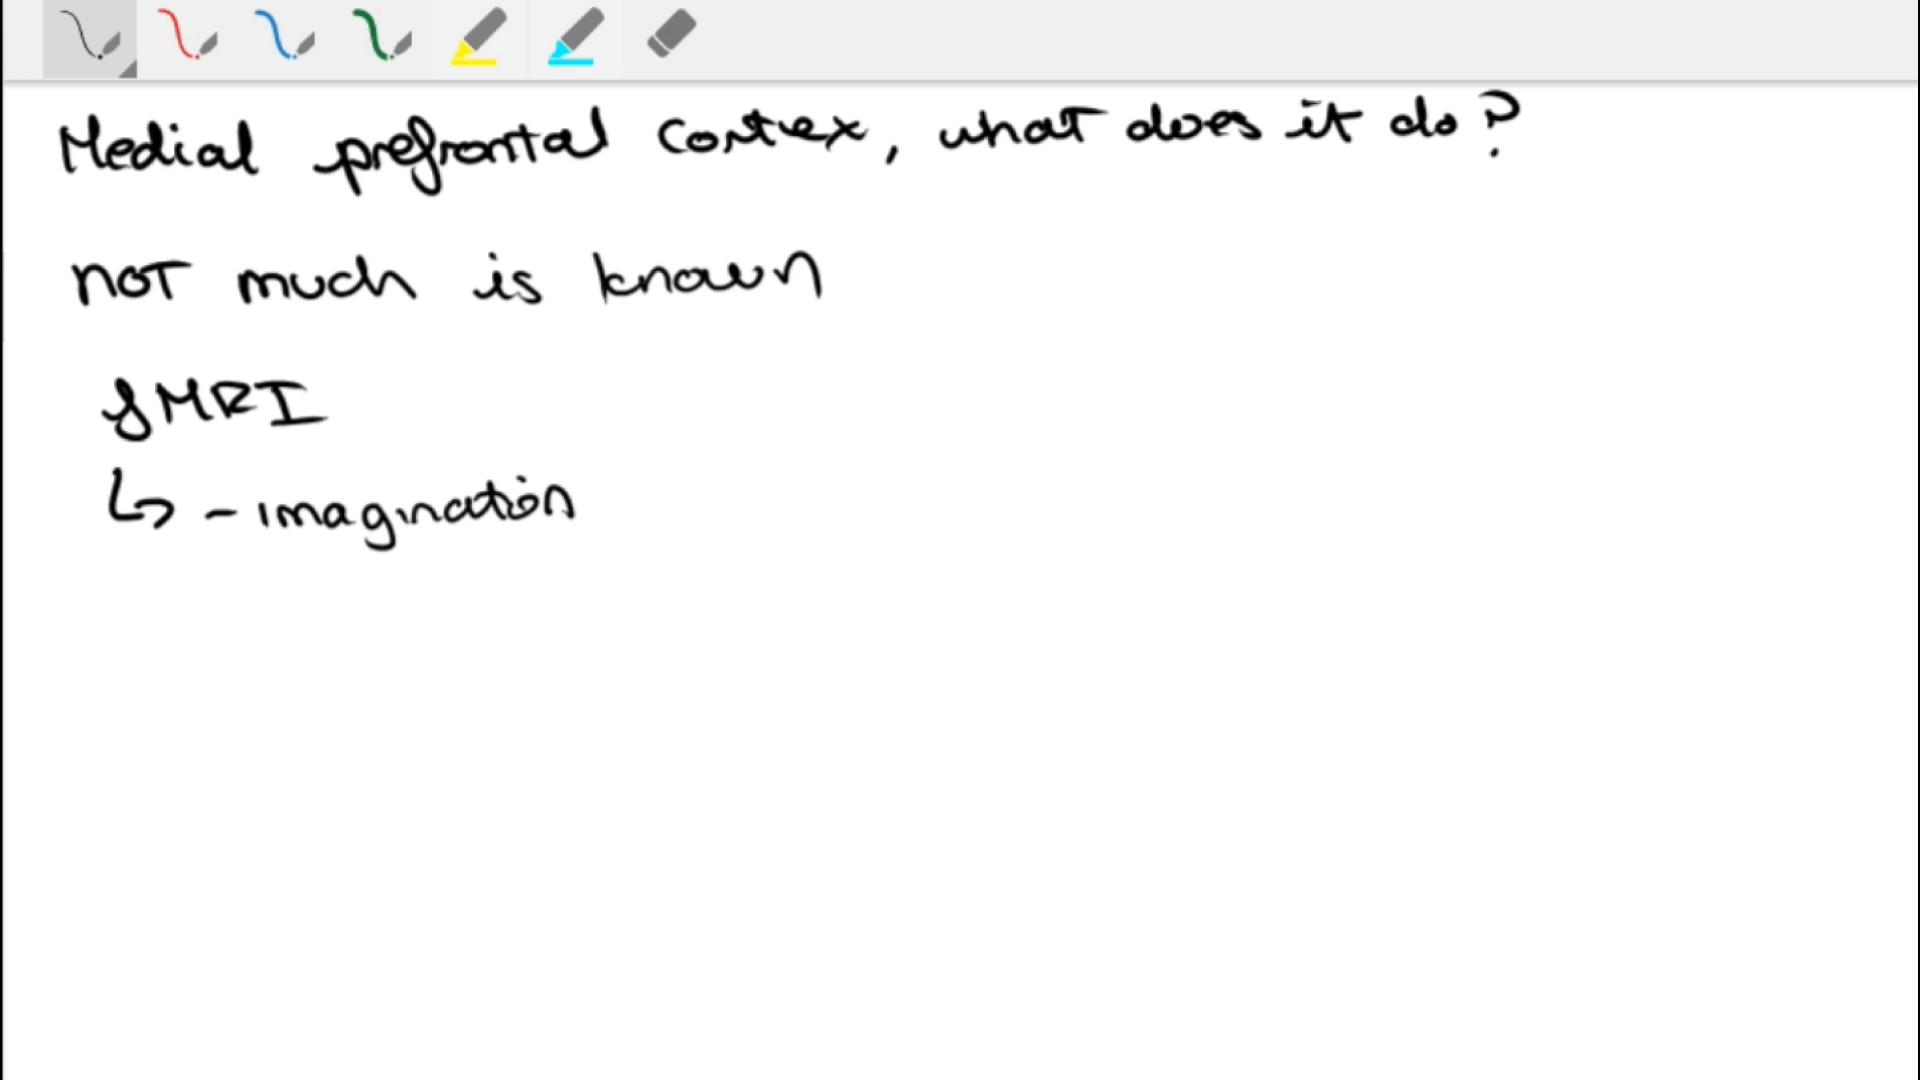 Medial prefrontal cortex, what does it do?
not much is known
fMRI
↳ - imagination